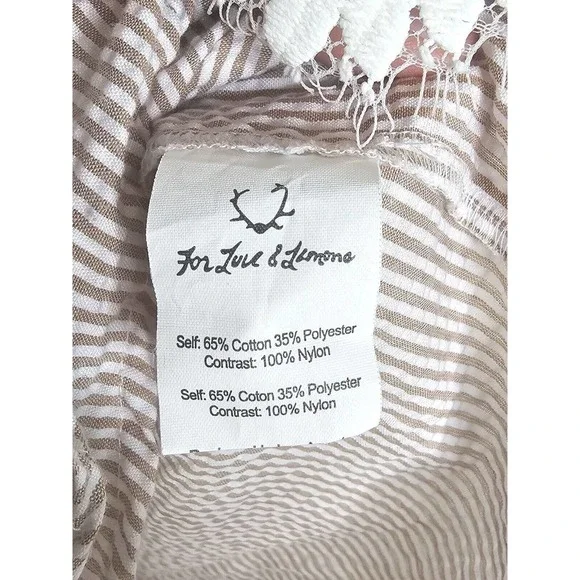 For Love & Lemons
Self: 65% Cotton 35% Polyester
Contrast: 100% Nylon
Self: 65% Coton 35% Polyester
Contrast: 100% Nylon